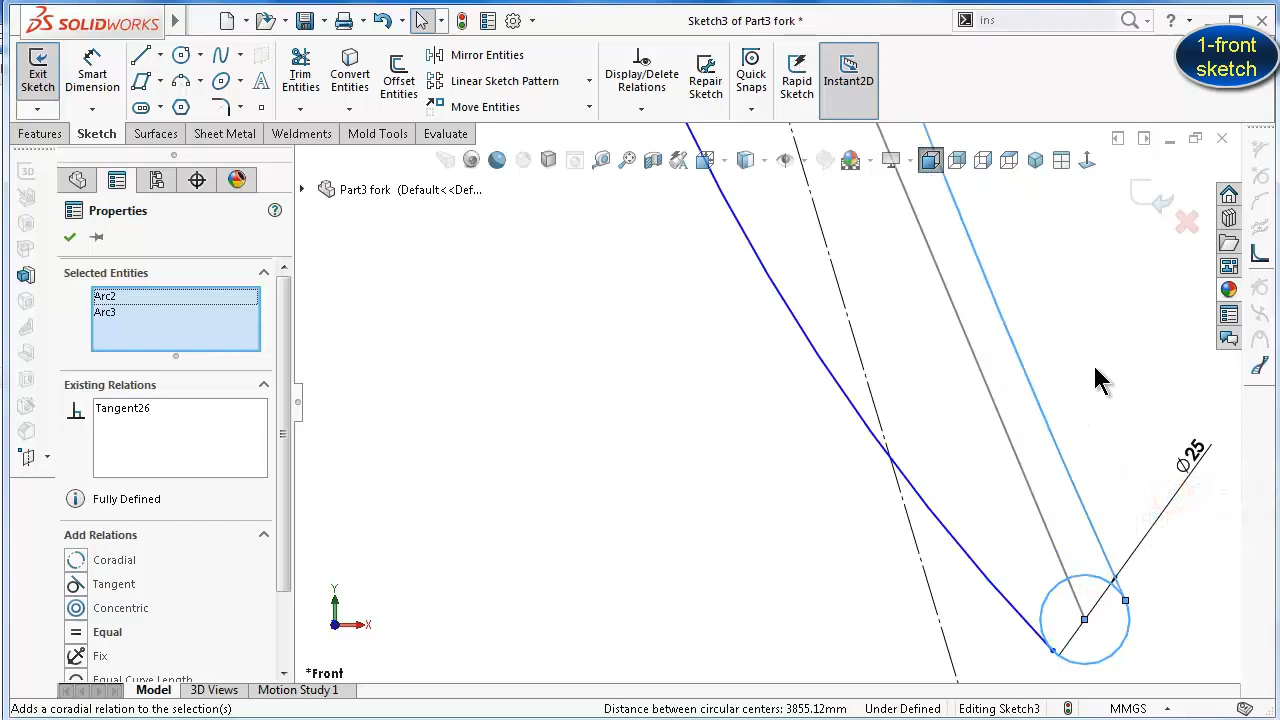 SOLIDWORKS
Sketch3 of Part3 fork *
ins
1-front
sketch
Exit
Sketch
Smart
Dimension
Trim
Entities
Convert
Entities
Offset
Entities
Mirror Entities
Linear Sketch Pattern
Move Entities
Display/Delete
Relations
Repair
Sketch
Quick
Snaps
Rapid
Sketch
Instant2D
Features
Sketch
Surfaces
Sheet Metal
Weldments
Mold Tools
Evaluate
3D
Part3 fork (Default<<Def...
Properties
Selected Entities
Arc2
Arc3
Existing Relations
Tangent26
Fully Defined
Add Relations
Coradial
Tangent
Concentric
Equal
Fix
Equal Curve Length
∅25
Y
X
*Front
Model
3D Views
Motion Study 1
Adds a coradial relation to the selection(s)
Distance between circular centers: 3855.12mm
Under Defined
Editing Sketch3
MMGS